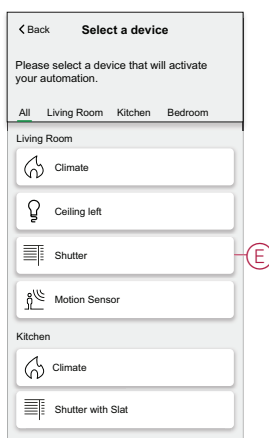 Back Select a device
Please select a device that will activate
your automation.
All Living Room Kitchen Bedroom
Living Room
Climate
Ceiling left
Shutter
E
Motion Sensor
Kitchen
Climate
Shutter with Slat